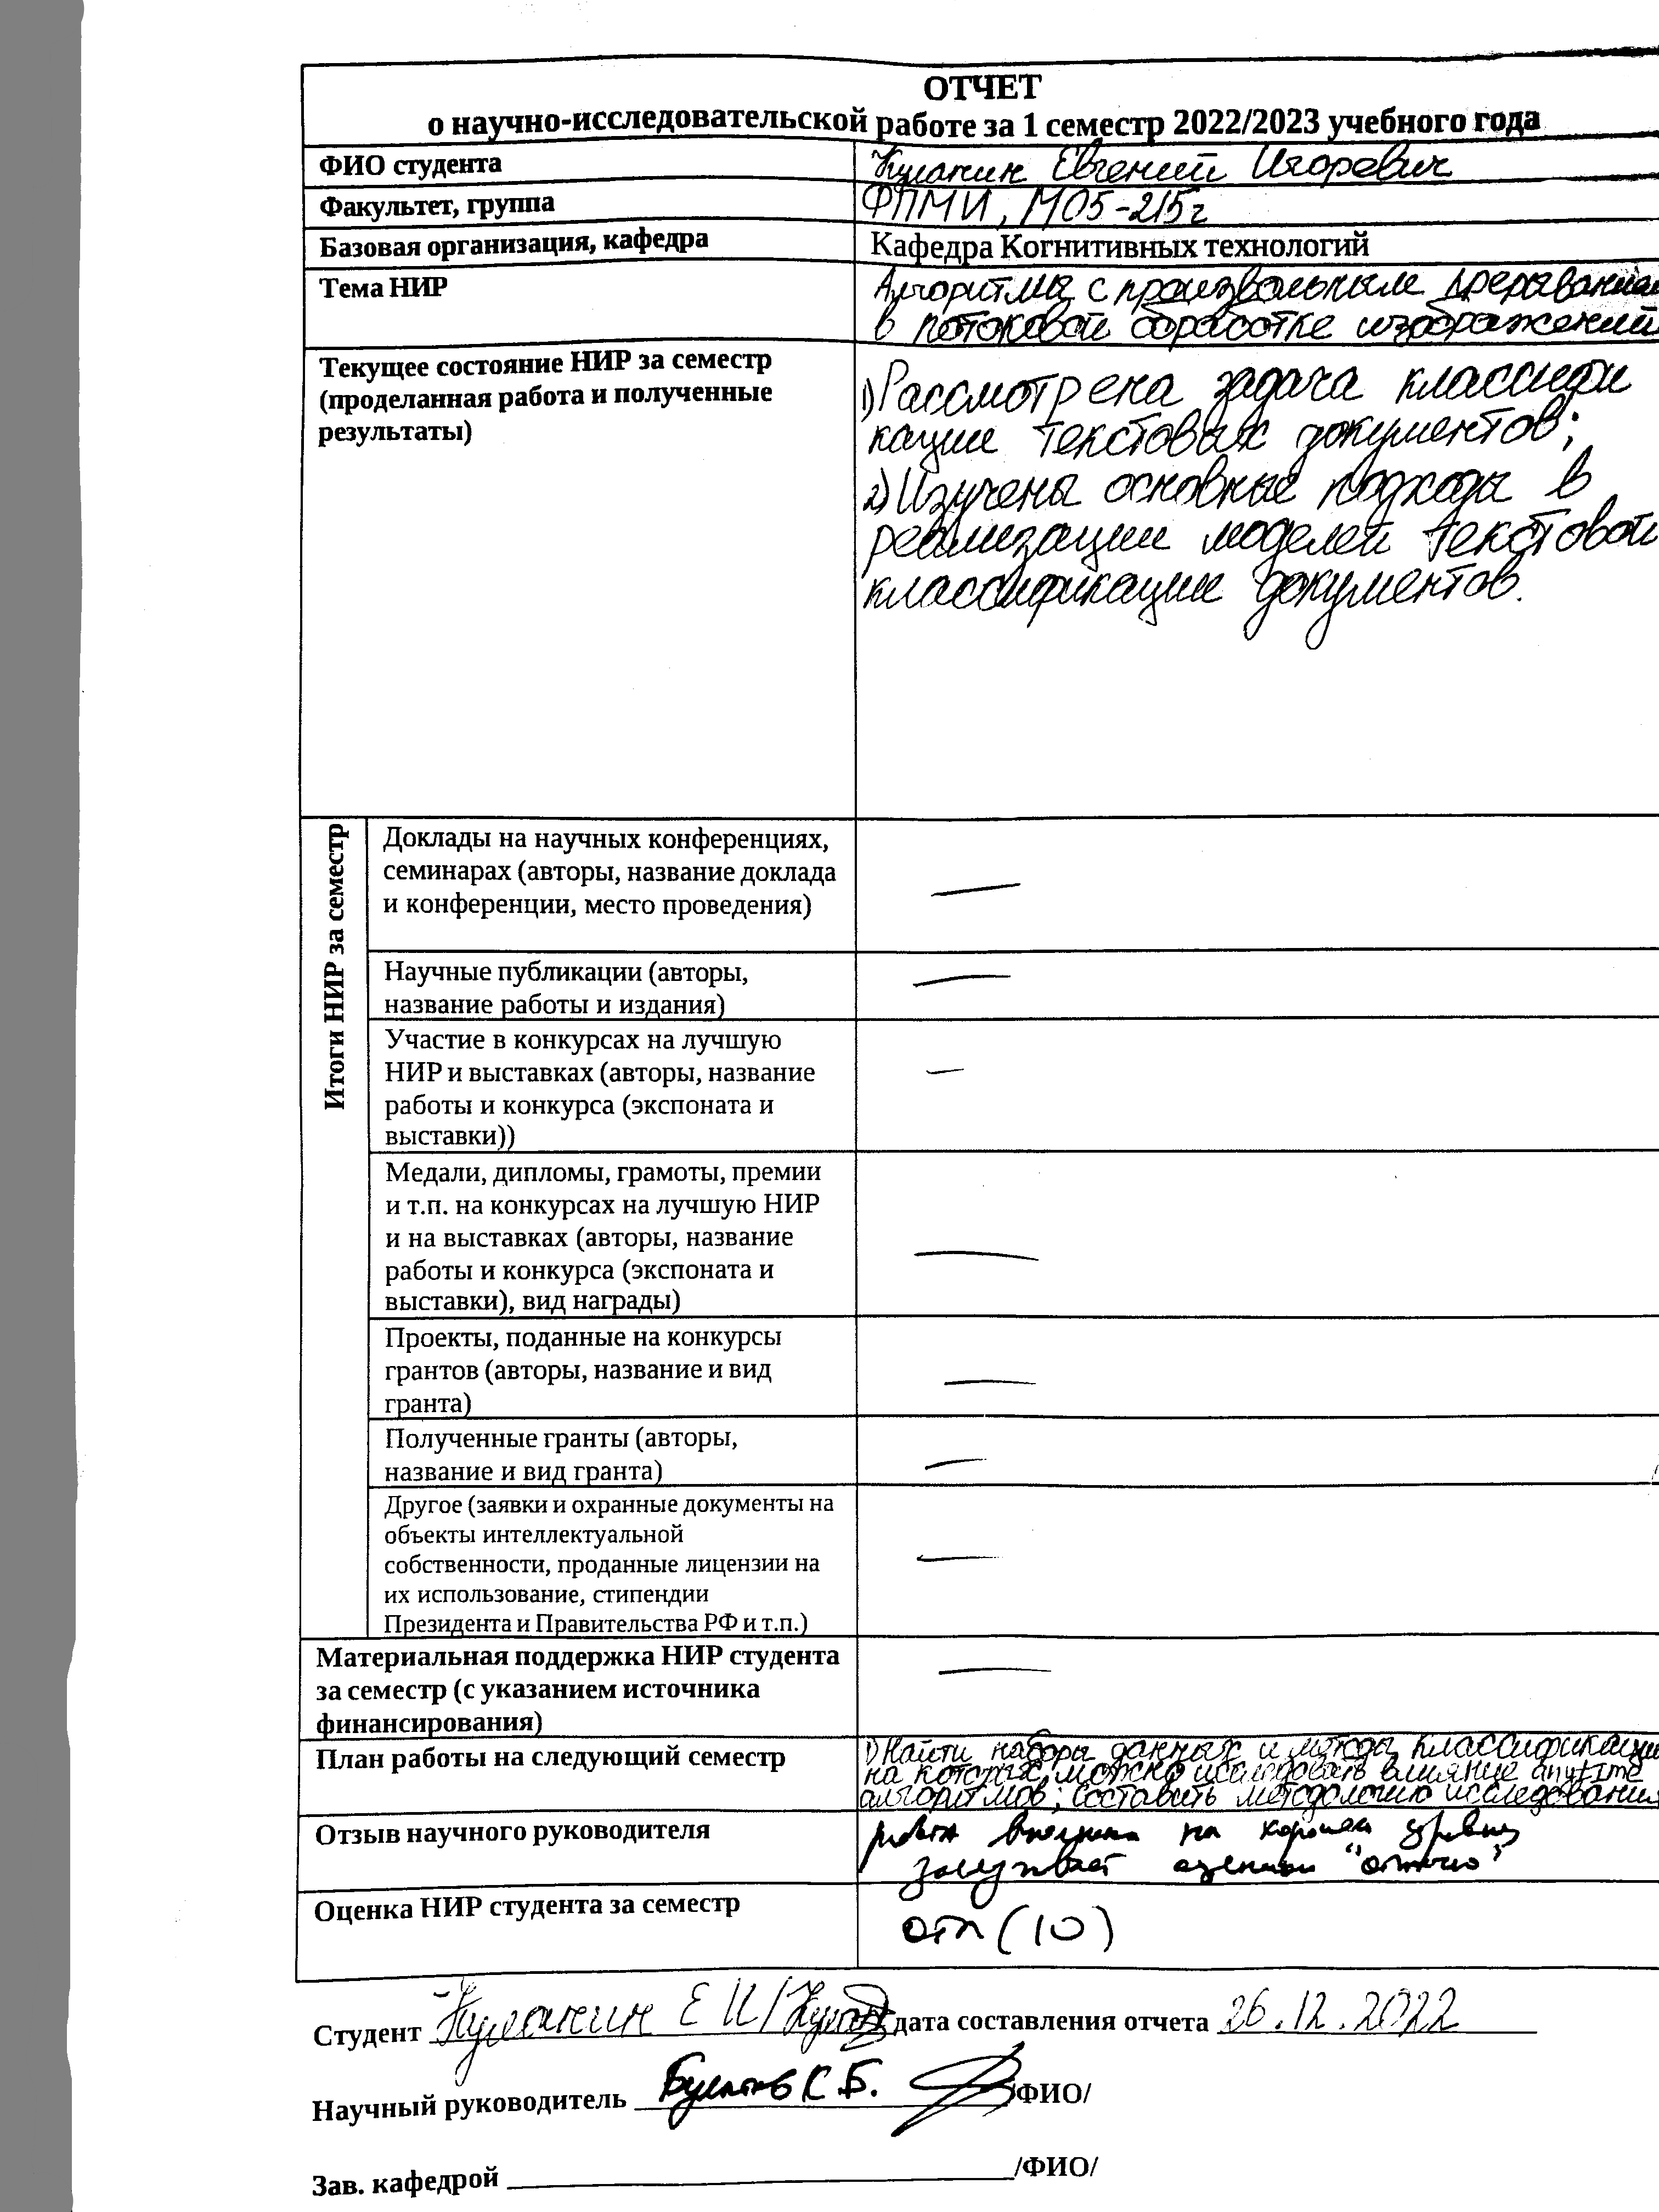 ОТЧЕТ
о научно-исследовательской работе за 1 семестр 2022/2023 учебного года
ФИО студента
Евгений Игоревич
Факультет, группа
ФПМИ, М05-215г
Базовая организация, кафедра
Кафедра Когнитивных технологий
Тема НИР
Алгоритмы с произвольным прерыванием
в потоковой обработке изображений
Текущее состояние НИР за семестр
(проделанная работа и полученные
результаты)
1) Рассмотрена задача классифи
кации текстовых документов;
2) Изучены основные подходы в
реализации моделей текстовой
классификации документов.
Итоги НИР за семестр
Доклады на научных конференциях,
семинарах (авторы, название доклада
и конференции, место проведения)
—
Научные публикации (авторы,
название работы и издания)
—
Участие в конкурсах на лучшую
НИР и выставках (авторы, название
работы и конкурса (экспоната и
выставки))
—
Медали, дипломы, грамоты, премии
и т.п. на конкурсах на лучшую НИР
и на выставках (авторы, название
работы и конкурса (экспоната и
выставки), вид награды)
—
Проекты, поданные на конкурсы
грантов (авторы, название и вид
гранта)
—
Полученные гранты (авторы,
название и вид гранта)
—
Другое (заявки и охранные документы на
объекты интеллектуальной
собственности, проданные лицензии на
их использование, стипендии
Президента и Правительства РФ и т.п.)
—
Материальная поддержка НИР студента
за семестр (с указанием источника
финансирования)
—
План работы на следующий семестр
1) Найти наборы данных и методы классификации
на которых можно исследовать влияние anytime
алгоритмов; составить методологию исследования
Отзыв научного руководителя
работа выполнена на хорошем уровне
заслуживает оценки "отлично"
Оценка НИР студента за семестр
отл (10)
Студент Е И / дата составления отчета 26.12.2022
Научный руководитель Булатов К.Б. /ФИО/
Зав. кафедрой /ФИО/